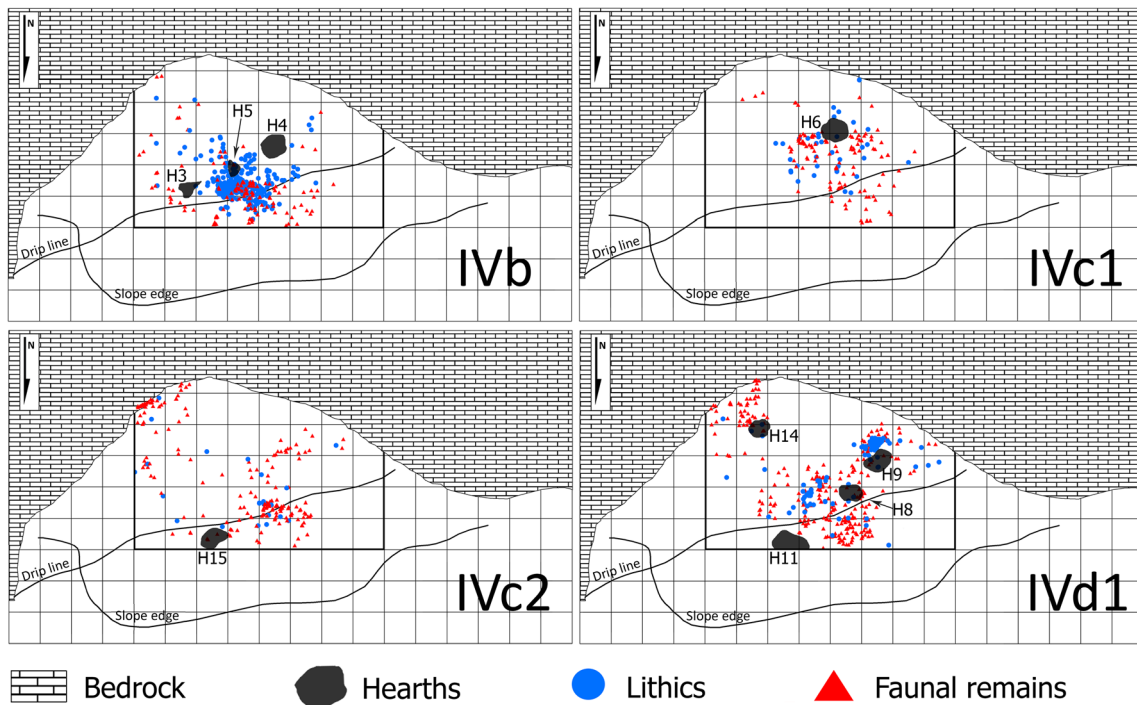 N
H5
H4
H3
Drip line
Slope edge
IVb
N
H6
Drip line
Slope edge
IVc1
N
H15
Drip line
Slope edge
IVc2
N
H14
H9
H8
H11
Drip line
Slope edge
IVd1
Bedrock
Hearths
Lithics
Faunal remains